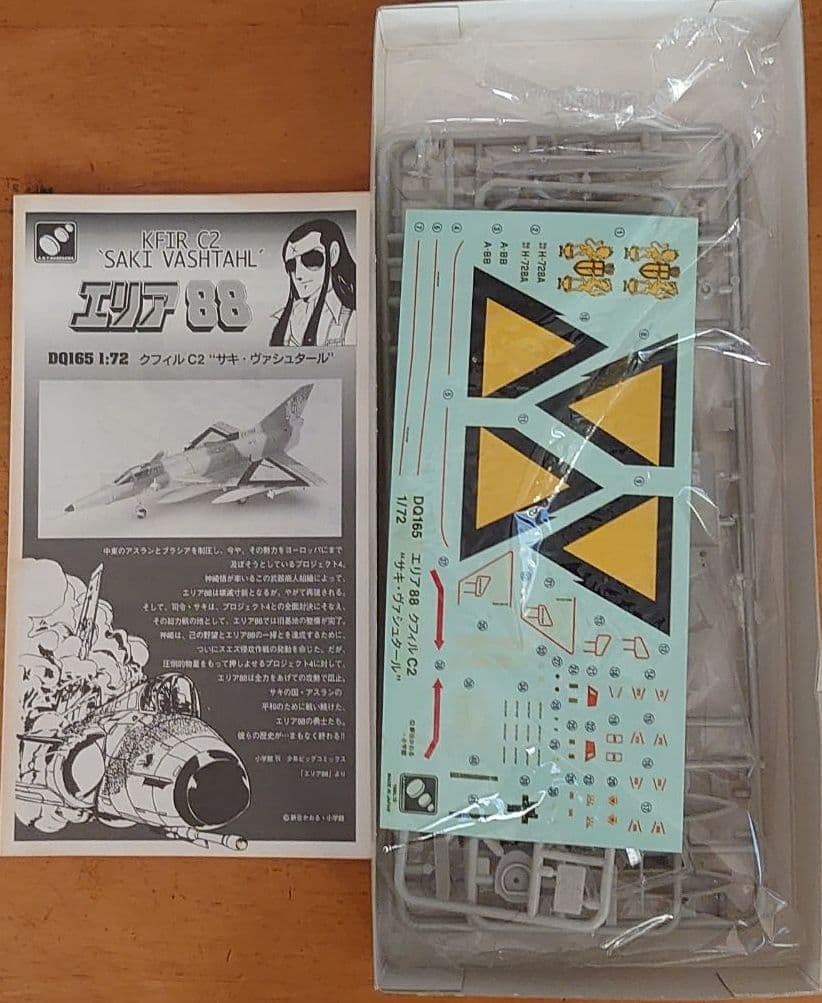 KFIR C2
`SAKI VASHTAHL´
エリア88
DQ165 1:72 クフィル C2 “サキ・ヴァシュタール”
中東のアスランとブラシアを制圧し、今や、その勢力をヨーロッパにまで
及ぼそうとしているプロジェクト4。
神崎悟が率いるこの武器商人組織によって、
エリア88は壊滅寸前となるが、やがて再建される。
そして、司令・サキは、プロジェクト4との全面対決にそなえ、
その総力戦の地として、エリア88では旧基地の整備が完了。
神崎は、己の野望とエリア88の一掃とを達成するために、
ついにスエズ侵攻作戦の発動を命じた。だが、
圧倒的物量をもって押しよせるプロジェクト4に対して、
エリア88は全力をあげての攻勢で阻止。
サキの国・アスランの
平和のために戦い続けた、
エリア88の勇士たち。
彼らの歴史が…まもなく終わる!!
小学館 刊 少年ビッグコミックス
「エリア88」より
©新谷かおる・小学館
H-728A
H-728A
A-88
A-88
DQ165 エリア88 クフィル C2
1/72 “サキ・ヴァシュタール”
©新谷かおる
・小学館
MADE IN JAPAN